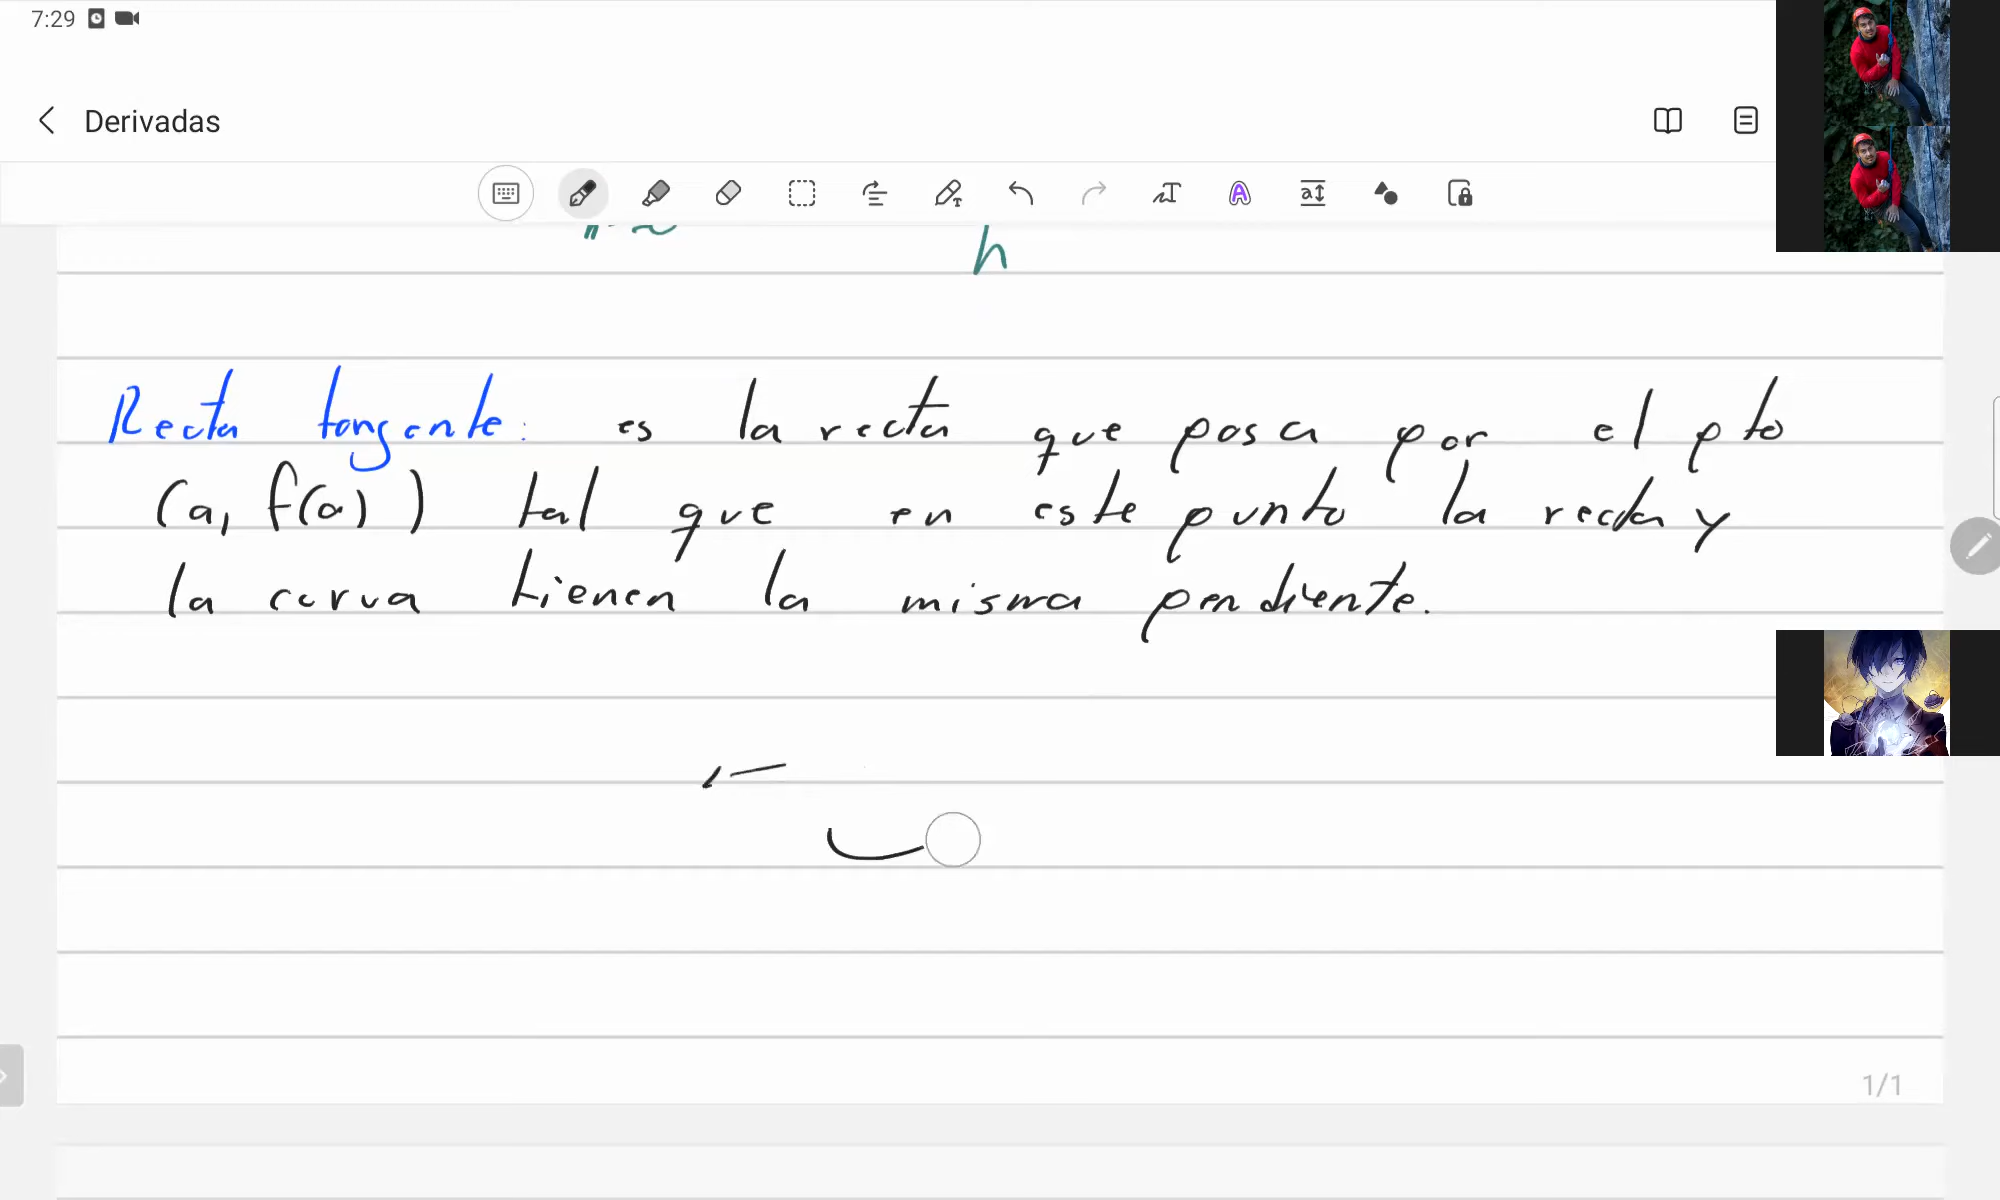 7:29
Derivadas
h
Recta tangente: es la recta que pasa por el pto
(a, f(a)) tal que en este punto la recta y
la curva tienen la misma pendiente.
1/1